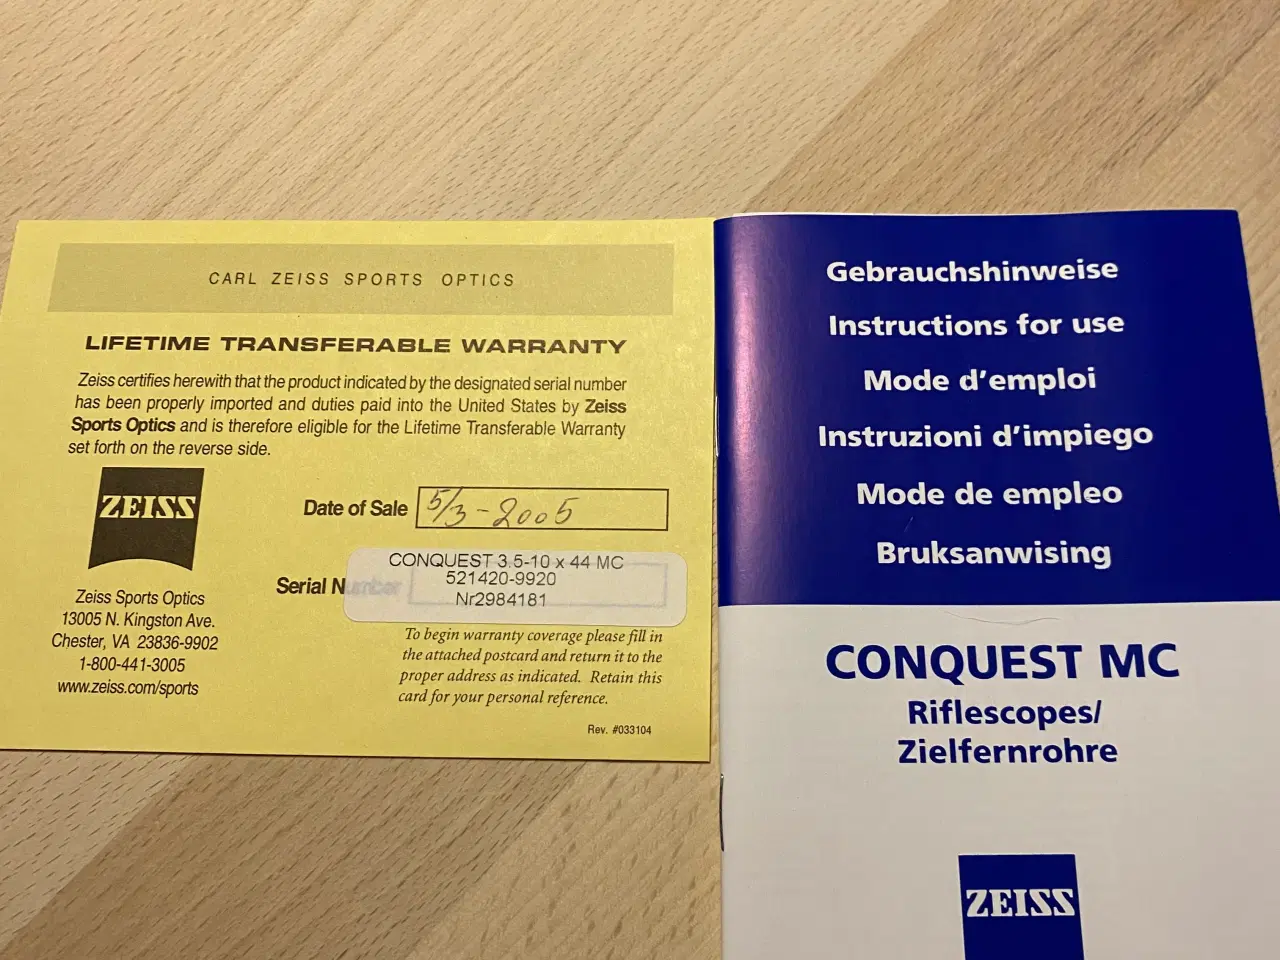 CARL ZEISS SPORTS OPTICS
LIFETIME TRANSFERABLE WARRANTY
Zeiss certifies herewith that the product indicated by the designated serial number
has been properly imported and duties paid into the United States by Zeiss
Sports Optics and is therefore eligible for the Lifetime Transferable Warranty
set forth on the reverse side.
ZEISS
Date of Sale 5/3-2005
Serial Number
CONQUEST 3.5-10 x 44 MC
521420-9920
Nr2984181
Zeiss Sports Optics
13005 N. Kingston Ave.
Chester, VA 23836-9902
1-800-441-3005
www.zeiss.com/sports
To begin warranty coverage please fill in
the attached postcard and return it to the
proper address as indicated. Retain this
card for your personal reference.
Rev. #033104
Gebrauchshinweise
Instructions for use
Mode d'emploi
Instruzioni d'impiego
Mode de empleo
Bruksanwising
CONQUEST MC
Riflescopes/
Zielfernrohre
ZEISS